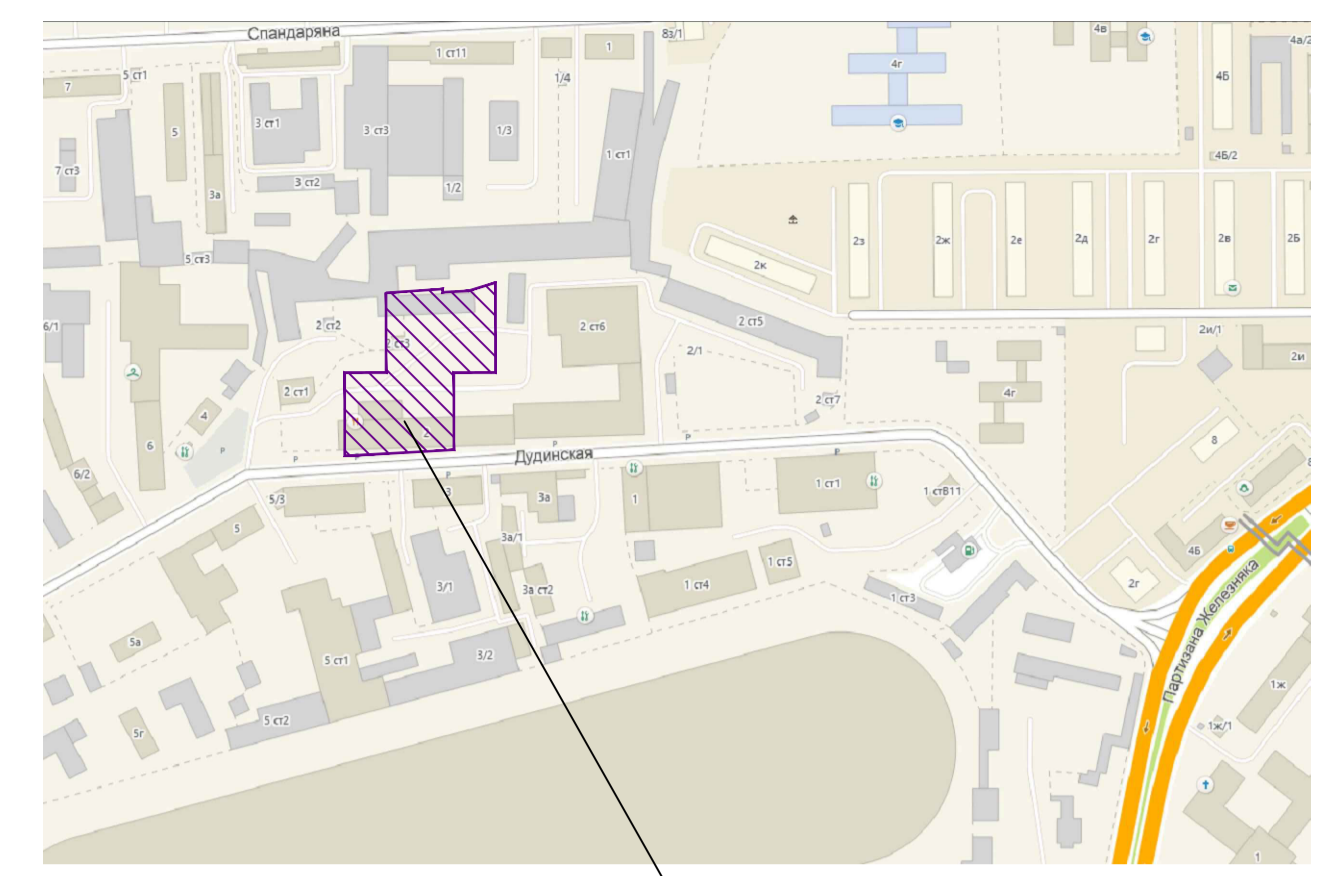 Спандаряна
8з/1
4в
4а/2
1 ст11
1
4г
4Б
5 ст1
7
1/4
3 ст1
3 ст3
1/3
5
1 ст1
4Б/2
7 ст3
3 ст2
1/2
3а
2з
2ж
2е
2д
2г
2в
2Б
5 ст3
2к
6/1
2 ст2
2 ст6
2 ст5
2и/1
2 ст3
2/1
2и
2 ст1
4г
2 ст7
4
2
8
6
Р
Р
Р
Р
Р
Р
Р
Дудинская
6/2
1 ст1
1 стВ11
5/3
3
3а
1
5
3а/1
4Б
1 ст5
3/1
3а ст2
1 ст4
2г
1 ст3
Партизана Железняка
5а
5 ст1
3/2
1ж
5 ст2
5г
1ж/1
1